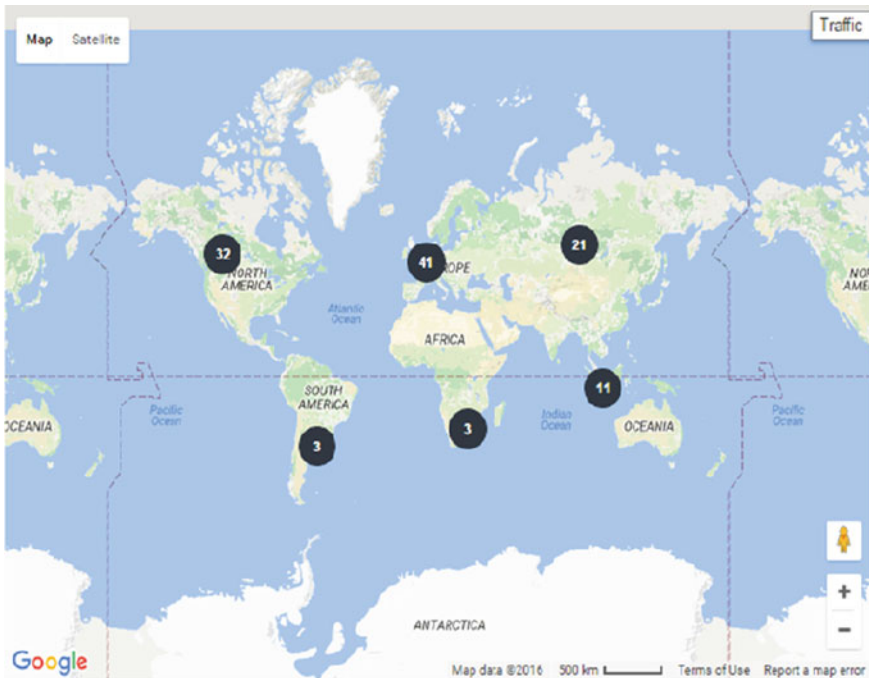 Map Satellite
Traffic
32
NORTH
AMERICA
41
EUROPE
21
NOR
AMER
Atlantic
Ocean
AFRICA
11
SOUTH
AMERICA
Pacific
Ocean
Indian
Ocean
Pacific
Ocean
OCEANIA
OCEANIA
3
3
ANTARCTICA
Google
Map data ©2016 500 km Terms of Use Report a map error